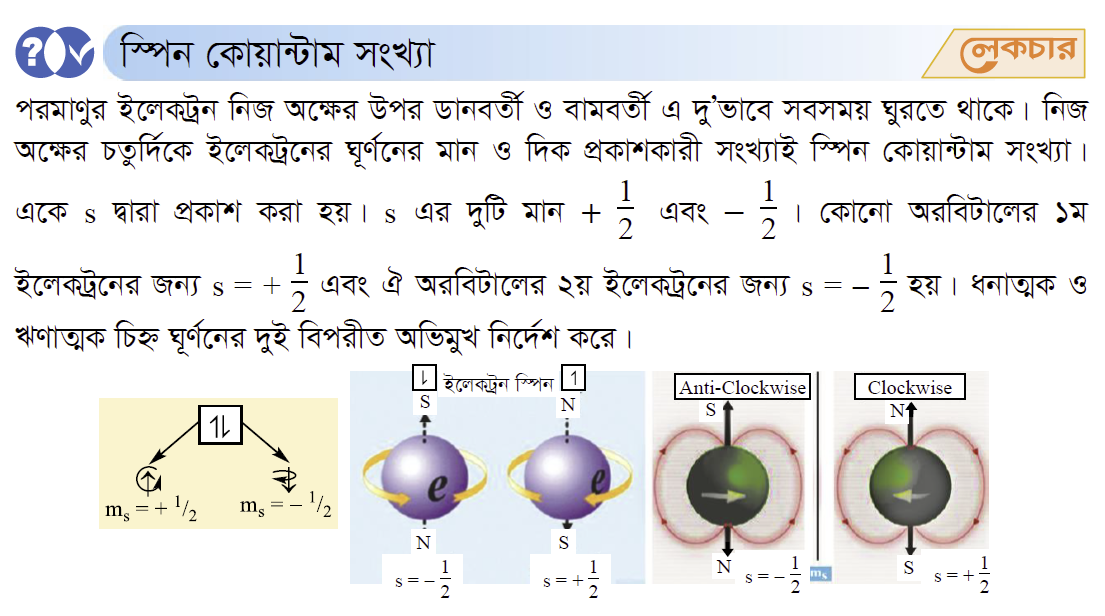 ? স্পিন কোয়ান্টাম সংখ্যা
লেকচার
পরমাণুর ইলেকট্রন নিজ অক্ষের উপর ডানবর্তী ও বামবর্তী এ দু’ভাবে সবসময় ঘুরতে থাকে। নিজ
অক্ষের চতুর্দিকে ইলেকট্রনের ঘূর্ণনের মান ও দিক প্রকাশকারী সংখ্যাই স্পিন কোয়ান্টাম সংখ্যা।
একে s দ্বারা প্রকাশ করা হয়। s এর দুটি মান + 1/2 এবং – 1/2 । কোনো অরবিটালের ১ম
ইলেকট্রনের জন্য s = + 1/2 এবং ঐ অরবিটালের ২য় ইলেকট্রনের জন্য s = – 1/2 হয়। ধনাত্মক ও
ঋণাত্মক চিহ্ন ঘূর্ণনের দুই বিপরীত অভিমুখ নির্দেশ করে।
↿⇂
mₛ = + 1/2
mₛ = – 1/2
⇂ ইলেকট্রন স্পিন ↿
S
N
e
e
N
S
s = – 1/2
s = + 1/2
Anti-Clockwise
Clockwise
S
N
N
S
s = – 1/2
mₛ
s = + 1/2